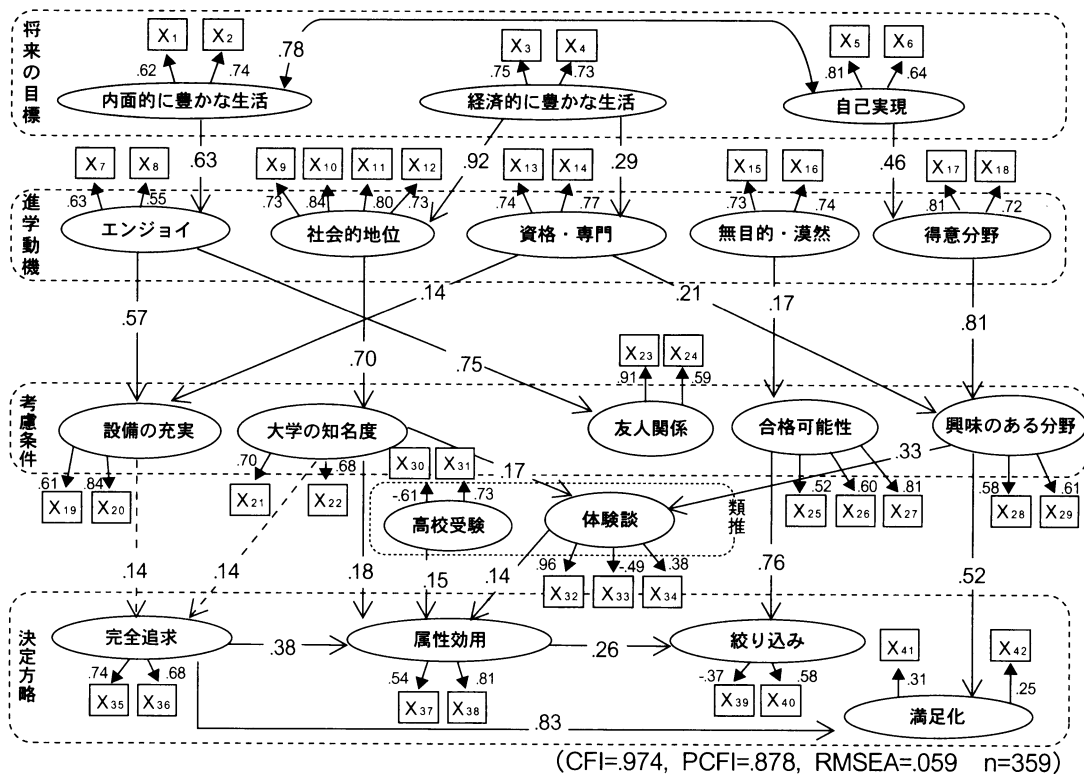 将来の目標
X1 X2 X3 X4 X5 X6
.62 .74 .78 .75 .73 .81 .64
内面的に豊かな生活 経済的に豊かな生活 自己実現
.63 .92 .29 .46
進学動機
X7 X8 X9 X10 X11 X12 X13 X14 X15 X16 X17 X18
.63 .55 .73 .84 .80 .73 .74 .77 .73 .74 .81 .72
エンジョイ 社会的地位 資格・専門 無目的・漠然 得意分野
.57 .70 .14 .75 .21 .17 .81
考慮条件
X23 X24
.91 .59
設備の充実 大学の知名度 友人関係 合格可能性 興味のある分野
.61 .84 .70 .68 .52 .60 .81 .58 .61
X19 X20 X21 X22 X25 X26 X27 X28 X29
X30 X31
-.61 .73 .17 .33
高校受験 体験談 類推
.96 -.49 .38
X32 X33 X34
.14 .14 .18 .15 .14 .76 .52
決定方略
完全追求 .38 属性効用 .26 絞り込み
.74 .68 .54 .81 -.37 .58
X35 X36 X37 X38 X39 X40
X41 X42
.31 .25
満足化
.83
(CFI=.974, PCFI=.878, RMSEA=.059 n=359)